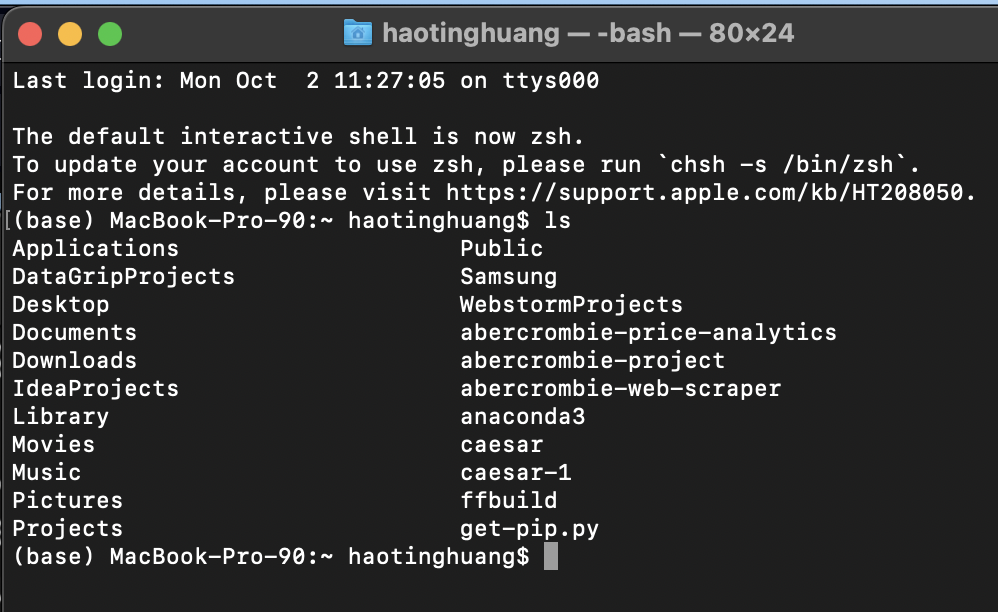 haotinghuang — -bash — 80×24
Last login: Mon Oct  2 11:27:05 on ttys000
The default interactive shell is now zsh.
To update your account to use zsh, please run `chsh -s /bin/zsh`.
For more details, please visit https://support.apple.com/kb/HT208050.
[(base) MacBook-Pro-90:~ haotinghuang$ ls
Applications                    Public
DataGripProjects                Samsung
Desktop                         WebstormProjects
Documents                       abercrombie-price-analytics
Downloads                       abercrombie-project
IdeaProjects                    abercrombie-web-scraper
Library                         anaconda3
Movies                          caesar
Music                           caesar-1
Pictures                        ffbuild
Projects                        get-pip.py
(base) MacBook-Pro-90:~ haotinghuang$